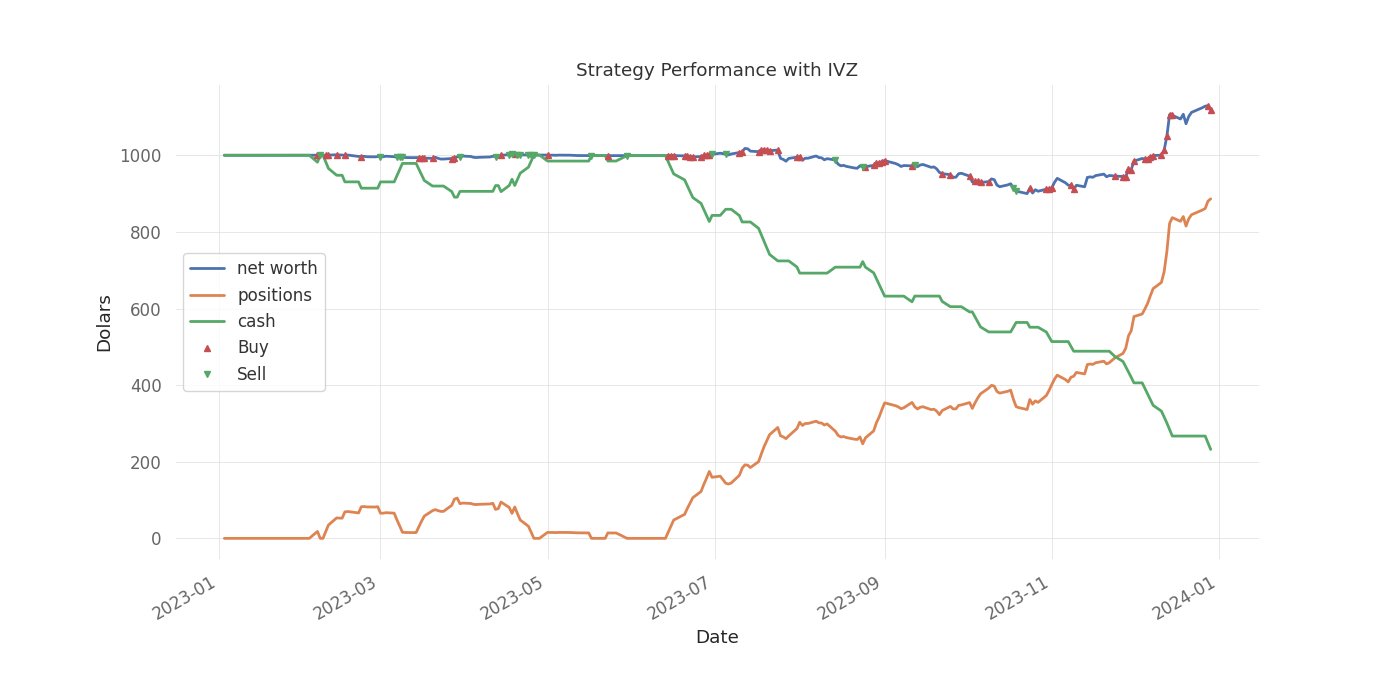 Strategy Performance with IVZ
1000
800
600
400
200
0
Dolars
net worth
positions
cash
Buy
Sell
2023-01
2023-03
2023-05
2023-07
2023-09
2023-11
2024-01
Date